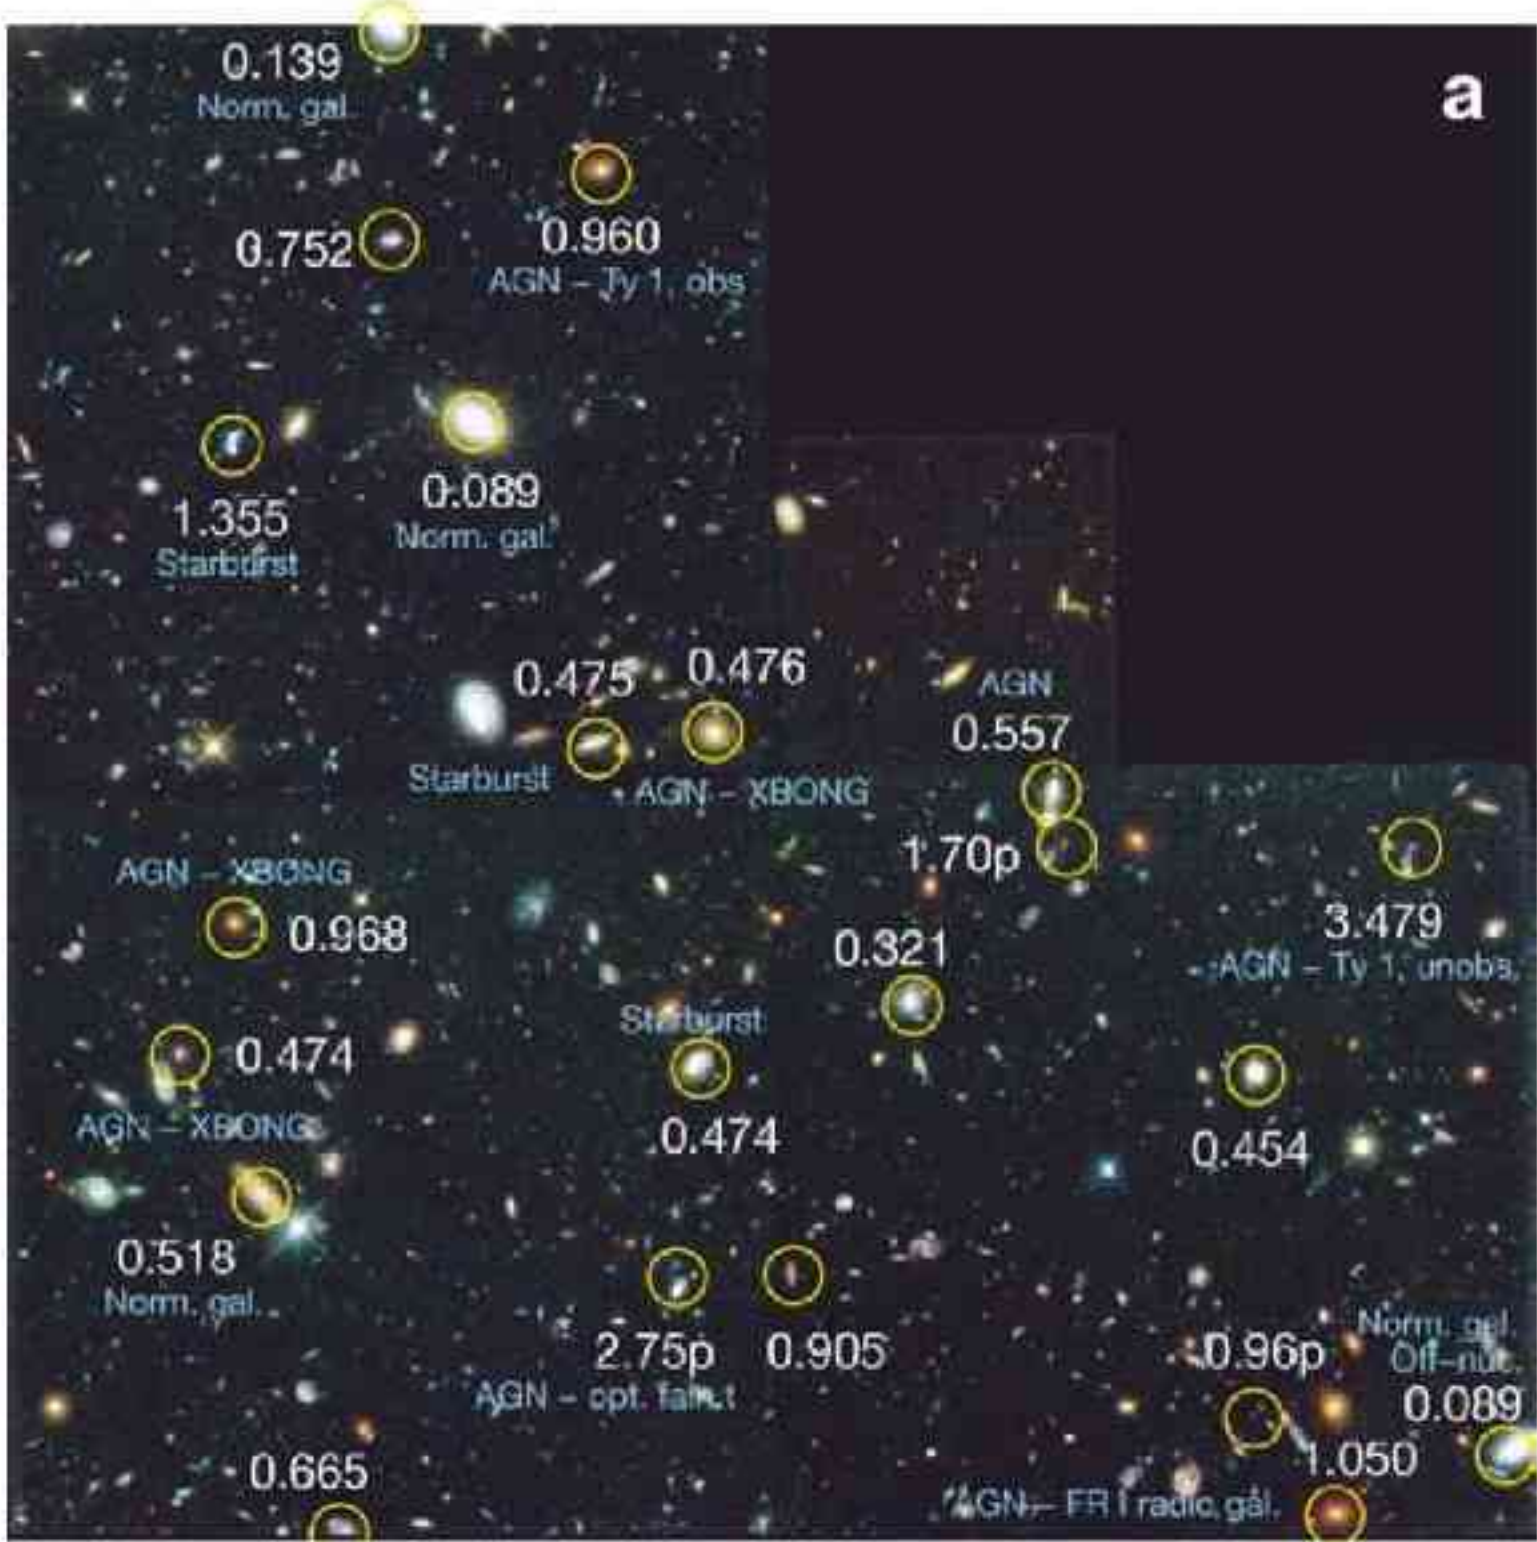 a
0.139
Norm. gal.
0.752
0.960
AGN – Ty 1, obs
1.355
Starburst
0.089
Norm. gal.
0.475
Starburst
0.476
AGN – XBONG
AGN
0.557
1.70p
3.479
AGN – Ty 1, unobs.
AGN – XBONG
0.968
0.321
0.474
AGN – XBONG
Starburst
0.474
0.454
0.518
Norm. gal.
2.75p
AGN – opt. faint
0.905
0.96p
Norm. gal.
Off–nuc.
0.089
0.665
1.050
AGN – FR I radio gal.